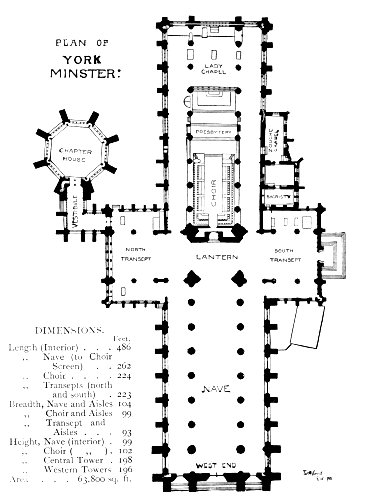 PLAN OF
YORK
MINSTER:
LADY
CHAPEL
PRESBYTERY
ZOUCHE
CHAPEL
CHAPTER
HOUSE
CHOIR
VESTIBULE
SACRISTY
NORTH
TRANSEPT
LANTERN
SOUTH
TRANSEPT
NAVE
WEST END
DIMENSIONS.
Feet.
Length (Interior) . . . 486
,, Nave (to Choir
Screen) . . 262
,, Choir . . . . 224
,, Transepts (north
and south) . 223
Breadth, Nave and Aisles 104
,, Choir and Aisles 99
,, Transept and
Aisles . . . 93
Height, Nave (interior) . 99
,, Choir ( ,, ) . 102
,, Central Tower . 198
,, Western Towers 196
Area . . . . 63,800 sq. ft.